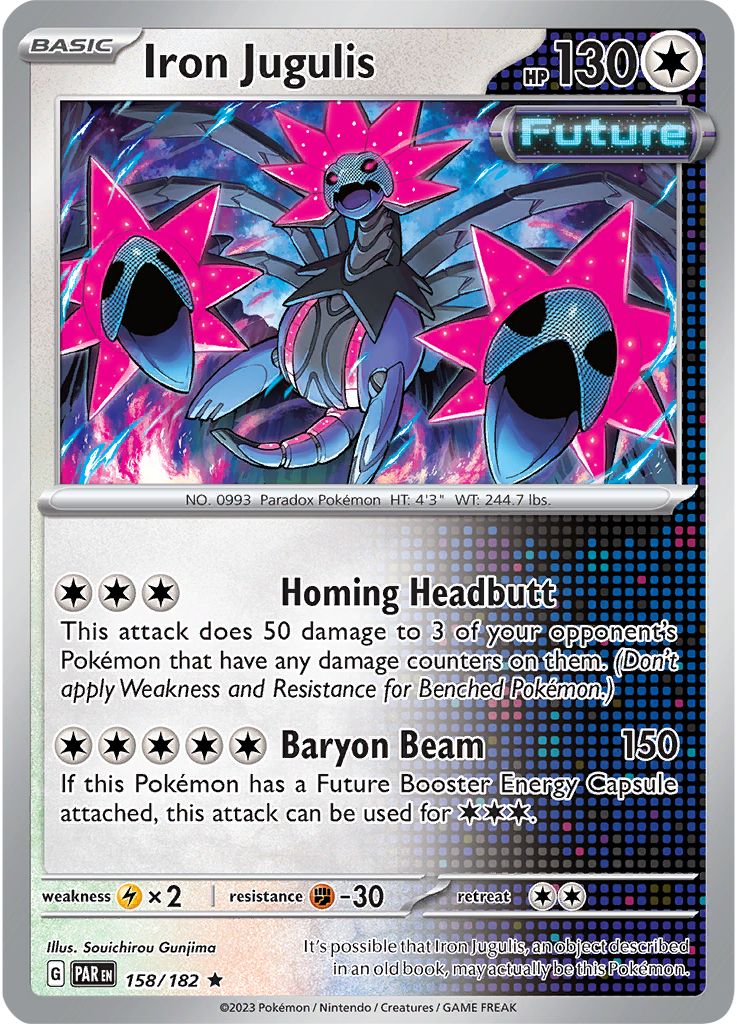 BASIC
Iron Jugulis
HP 130
Future
NO. 0993 Paradox Pokémon HT: 4'3" WT: 244.7 lbs.
Homing Headbutt
This attack does 50 damage to 3 of your opponent's
Pokémon that have any damage counters on them. (Don't
apply Weakness and Resistance for Benched Pokémon.)
Baryon Beam 150
If this Pokémon has a Future Booster Energy Capsule
attached, this attack can be used for .
weakness ×2 resistance -30 retreat
Illus. Souichirou Gunjima
It's possible that Iron Jugulis, an object described
in an old book, may actually be this Pokémon.
G PAR EN 158/182 ★
©2023 Pokémon / Nintendo / Creatures / GAME FREAK